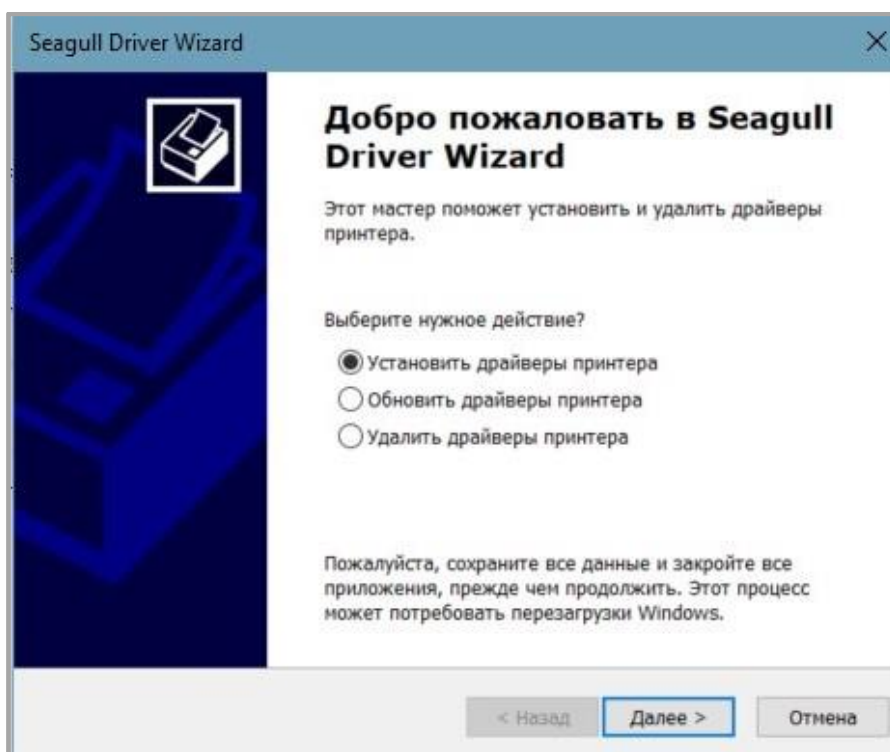 Seagull Driver Wizard
Добро пожаловать в Seagull
Driver Wizard
Этот мастер поможет установить и удалить драйверы
принтера.
Выберите нужное действие?
Установить драйверы принтера
Обновить драйверы принтера
Удалить драйверы принтера
Пожалуйста, сохраните все данные и закройте все
приложения, прежде чем продолжить. Этот процесс
может потребовать перезагрузки Windows.
< Назад Далее > Отмена